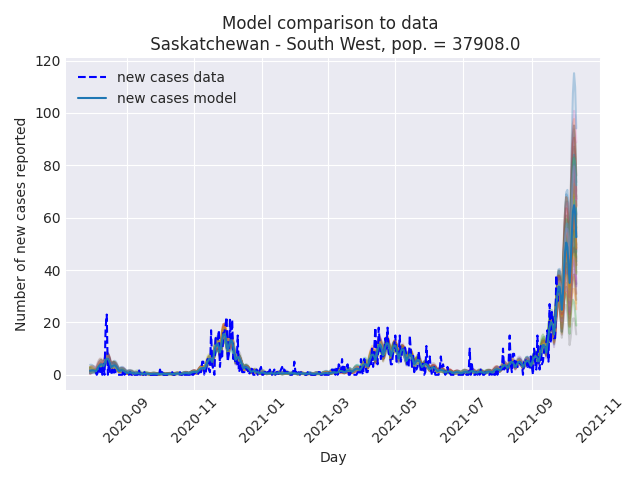 Model comparison to data
Saskatchewan - South West, pop. = 37908.0
120
100
80
60
40
20
0
Number of new cases reported
new cases data
new cases model
2020-09
2020-11
2021-01
2021-03
2021-05
2021-07
2021-09
2021-11
Day